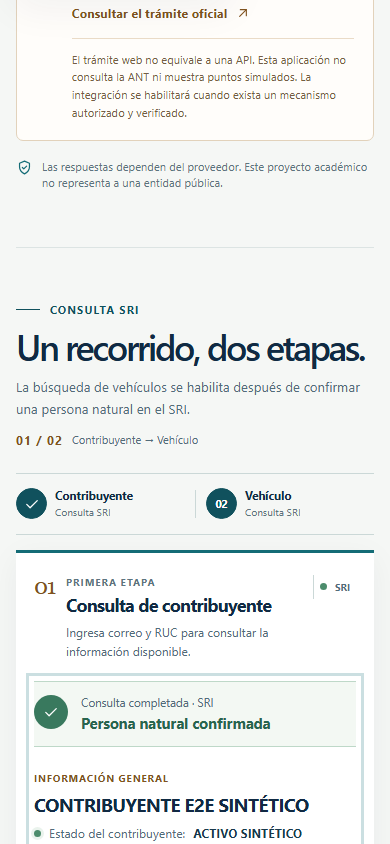 Consultar el trámite oficial
El trámite web no equivale a una API. Esta aplicación no
consulta la ANT ni muestra puntos simulados. La
integración se habilitará cuando exista un mecanismo
autorizado y verificado.
Las respuestas dependen del proveedor. Este proyecto académico
no representa a una entidad pública.
CONSULTA SRI
Un recorrido, dos etapas.
La búsqueda de vehículos se habilita después de confirmar
una persona natural en el SRI.
01 / 02 Contribuyente → Vehículo
Contribuyente
Consulta SRI
02 Vehículo
Consulta SRI
01 PRIMERA ETAPA
SRI
Consulta de contribuyente
Ingresa correo y RUC para consultar la
información disponible.
Consulta completada · SRI
Persona natural confirmada
INFORMACIÓN GENERAL
CONTRIBUYENTE E2E SINTÉTICO
Estado del contribuyente: ACTIVO SINTÉTICO